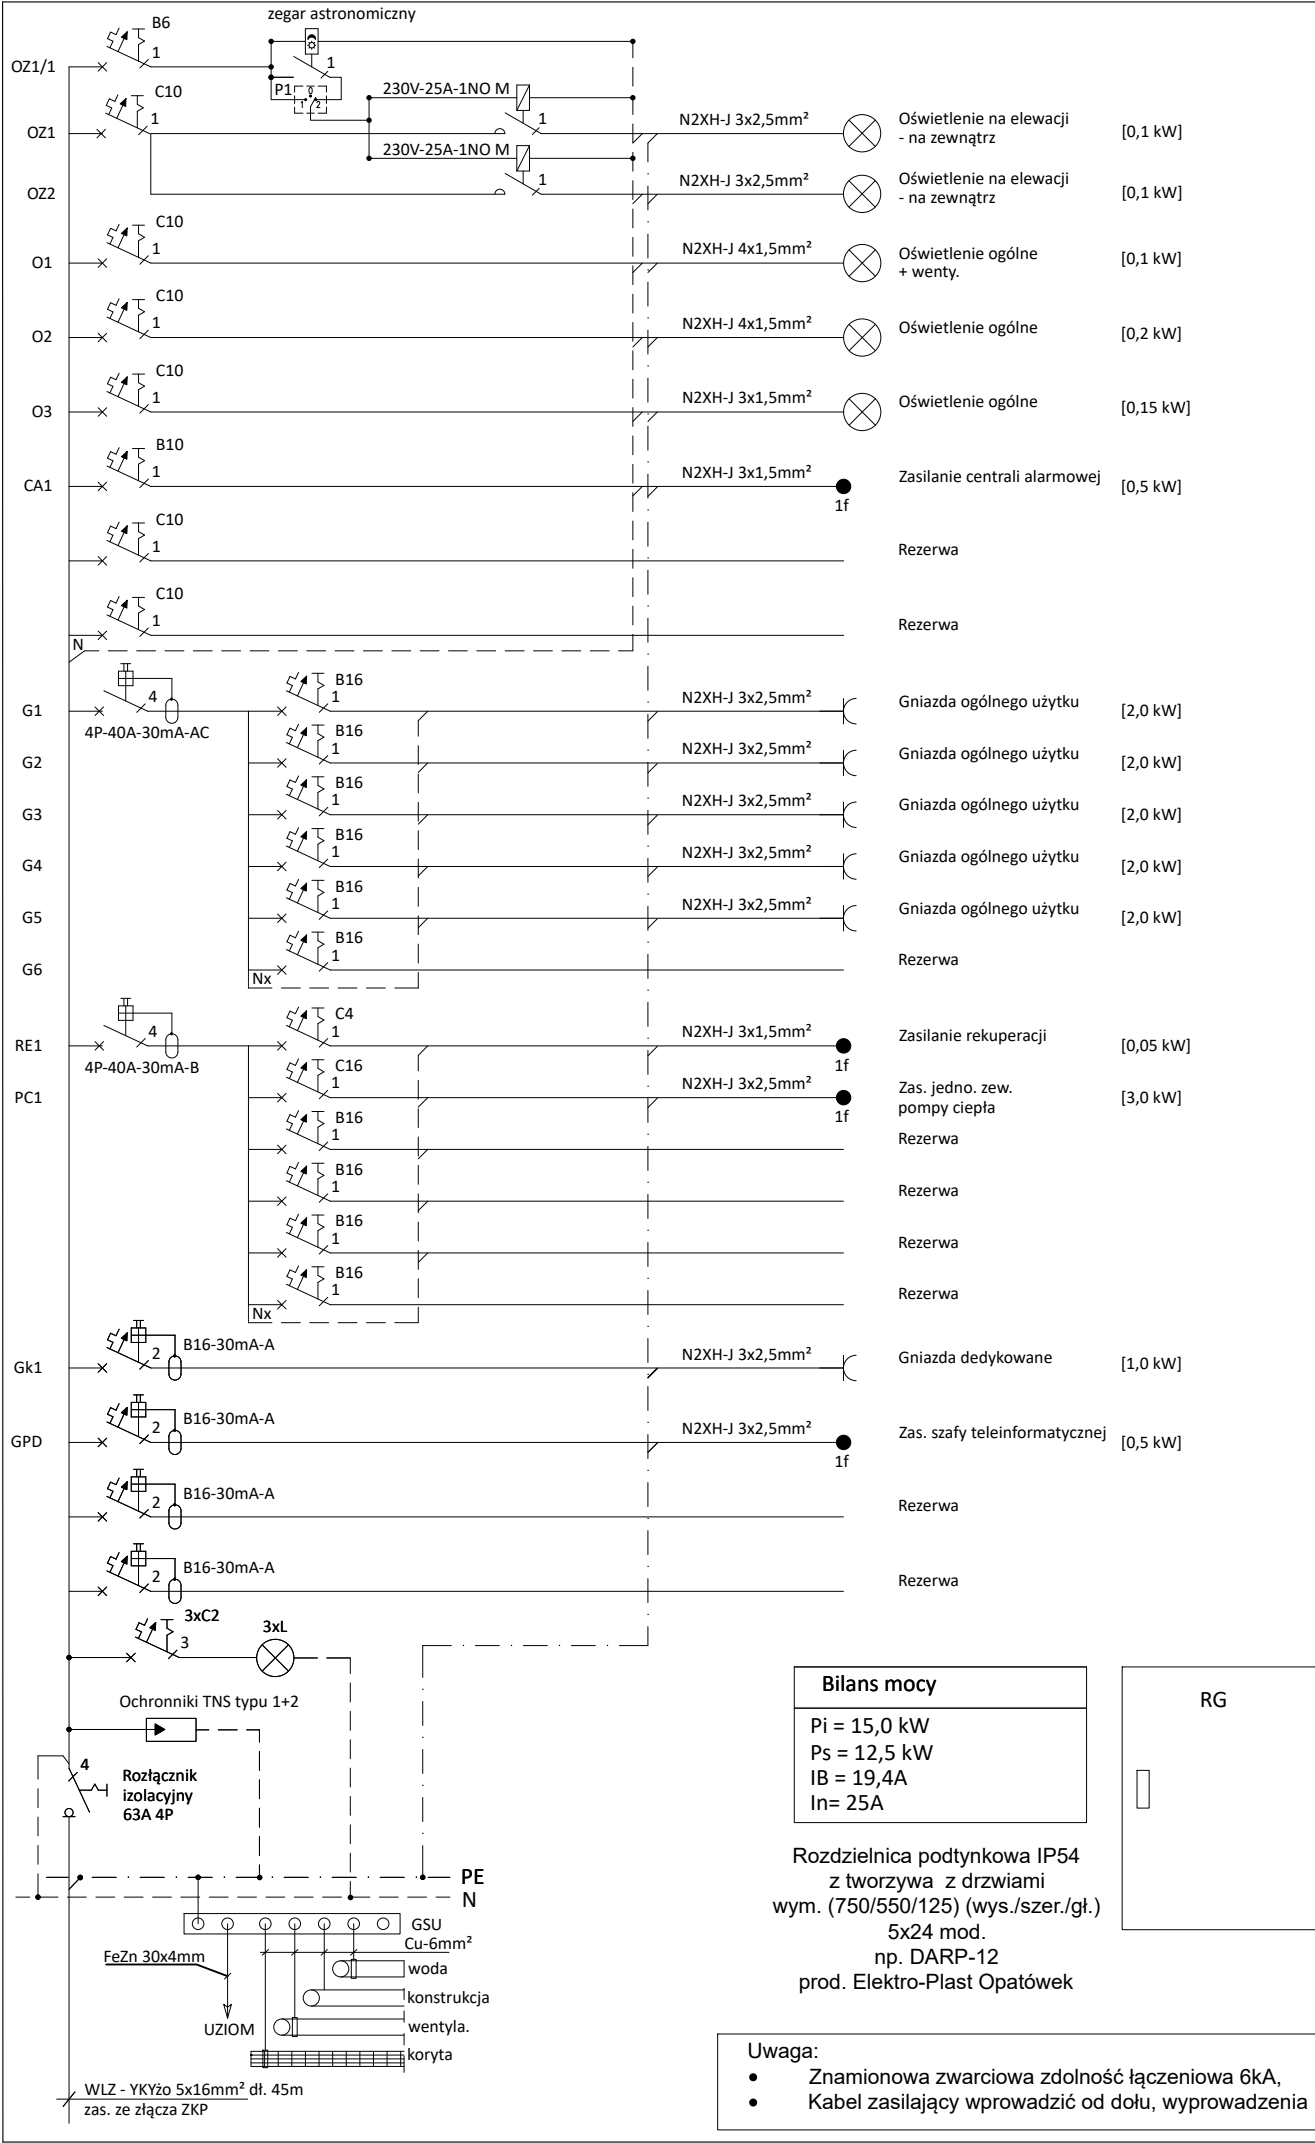 zegar astronomiczny
B6
OZ1/1
1
1
P1
1 0 2
C10
230V-25A-1NO M
OZ1
1
1
N2XH-J 3x2,5mm²
Oświetlenie na elewacji
- na zewnątrz
[0,1 kW]
230V-25A-1NO M
OZ2
1
N2XH-J 3x2,5mm²
Oświetlenie na elewacji
- na zewnątrz
[0,1 kW]
C10
O1
1
N2XH-J 4x1,5mm²
Oświetlenie ogólne
+ wenty.
[0,1 kW]
C10
O2
1
N2XH-J 4x1,5mm²
Oświetlenie ogólne
[0,2 kW]
C10
O3
1
N2XH-J 3x1,5mm²
Oświetlenie ogólne
[0,15 kW]
B10
CA1
1
N2XH-J 3x1,5mm²
1f
Zasilanie centrali alarmowej
[0,5 kW]
C10
1
Rezerwa
C10
1
Rezerwa
N
G1
4
4P-40A-30mA-AC
B16
1
N2XH-J 3x2,5mm²
Gniazda ogólnego użytku
[2,0 kW]
G2
B16
1
N2XH-J 3x2,5mm²
Gniazda ogólnego użytku
[2,0 kW]
G3
B16
1
N2XH-J 3x2,5mm²
Gniazda ogólnego użytku
[2,0 kW]
G4
B16
1
N2XH-J 3x2,5mm²
Gniazda ogólnego użytku
[2,0 kW]
G5
B16
1
N2XH-J 3x2,5mm²
Gniazda ogólnego użytku
[2,0 kW]
G6
B16
1
Rezerwa
Nx
RE1
4
4P-40A-30mA-B
C4
1
N2XH-J 3x1,5mm²
1f
Zasilanie rekuperacji
[0,05 kW]
PC1
C16
1
N2XH-J 3x2,5mm²
1f
Zas. jedno. zew.
pompy ciepła
[3,0 kW]
B16
1
Rezerwa
B16
1
Rezerwa
B16
1
Rezerwa
B16
1
Rezerwa
Nx
Gk1
2
B16-30mA-A
N2XH-J 3x2,5mm²
Gniazda dedykowane
[1,0 kW]
GPD
2
B16-30mA-A
N2XH-J 3x2,5mm²
1f
Zas. szafy teleinformatycznej
[0,5 kW]
2
B16-30mA-A
Rezerwa
2
B16-30mA-A
Rezerwa
3xC2
3
3xL
Ochronniki TNS typu 1+2
4
Rozłącznik
izolacyjny
63A 4P
PE
N
GSU
Cu-6mm²
FeZn 30x4mm
UZIOM
woda
konstrukcja
wentyla.
koryta
WLZ - YKYżo 5x16mm² dł. 45m
zas. ze złącza ZKP
Bilans mocy
Pi = 15,0 kW
Ps = 12,5 kW
IB = 19,4A
In= 25A
RG
Rozdzielnica podtynkowa IP54
z tworzywa z drzwiami
wym. (750/550/125) (wys./szer./gł.)
5x24 mod.
np. DARP-12
prod. Elektro-Plast Opatówek
Uwaga:
• Znamionowa zwarciowa zdolność łączeniowa 6kA,
• Kabel zasilający wprowadzić od dołu, wyprowadzenia